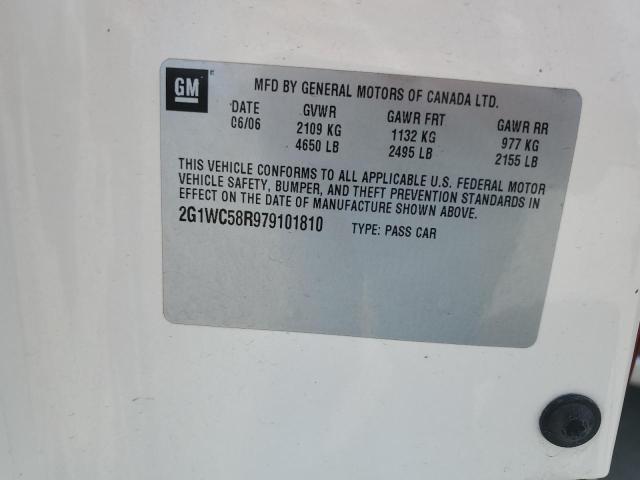 GM
MFD BY GENERAL MOTORS OF CANADA LTD.
DATE GVWR GAWR FRT GAWR RR
06/06 2109 KG 1132 KG 977 KG
4650 LB 2495 LB 2155 LB
THIS VEHICLE CONFORMS TO ALL APPLICABLE U.S. FEDERAL MOTOR
VEHICLE SAFETY, BUMPER, AND THEFT PREVENTION STANDARDS IN
EFFECT ON THE DATE OF MANUFACTURE SHOWN ABOVE.
2G1WC58R979101810 TYPE: PASS CAR